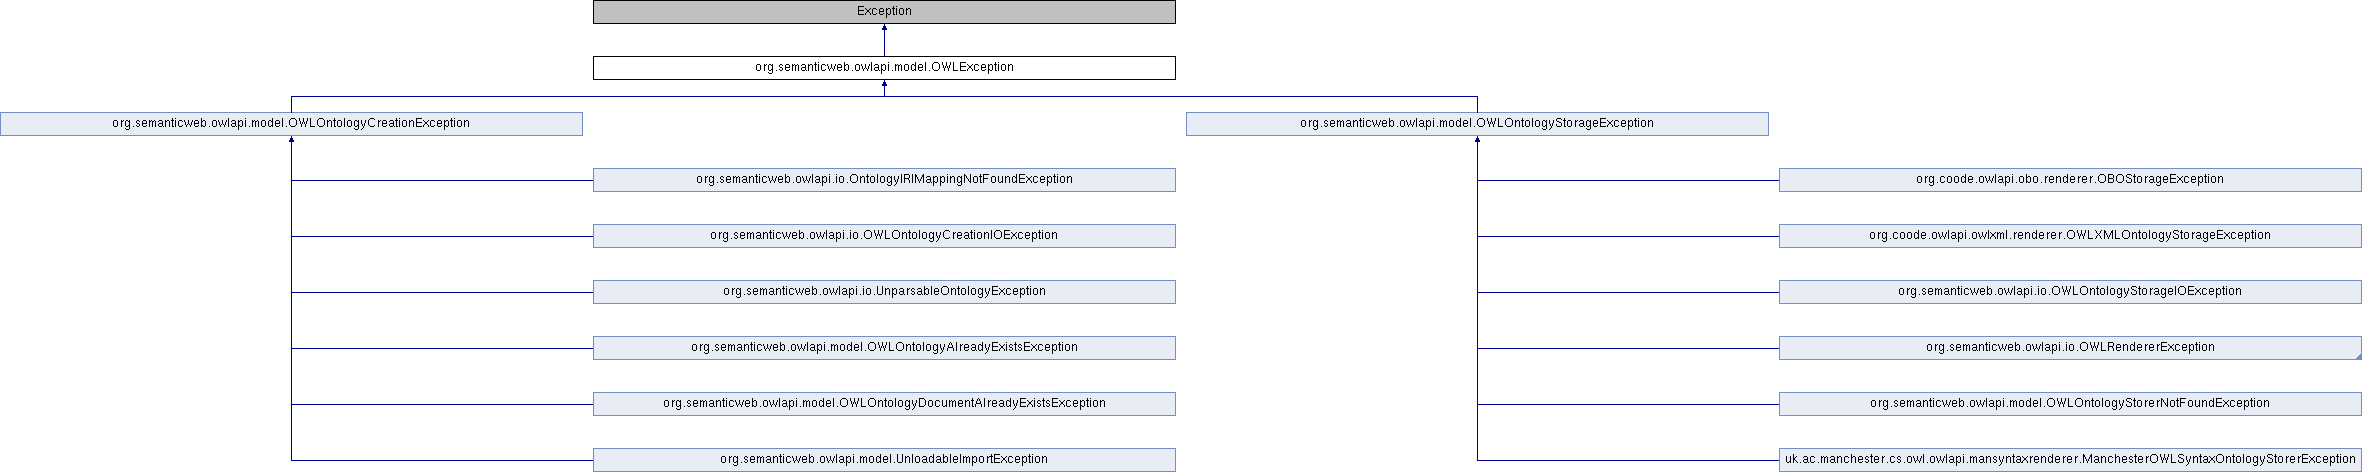 Exception
org.semanticweb.owlapi.model.OWLException
org.semanticweb.owlapi.model.OWLOntologyCreationException
org.semanticweb.owlapi.model.OWLOntologyStorageException
org.semanticweb.owlapi.io.OntologyIRIMappingNotFoundException
org.coode.owlapi.obo.renderer.OBOStorageException
org.semanticweb.owlapi.io.OWLOntologyCreationIOException
org.coode.owlapi.owlxml.renderer.OWLXMLOntologyStorageException
org.semanticweb.owlapi.io.UnparsableOntologyException
org.semanticweb.owlapi.io.OWLOntologyStorageIOException
org.semanticweb.owlapi.model.OWLOntologyAlreadyExistsException
org.semanticweb.owlapi.io.OWLRendererException
org.semanticweb.owlapi.model.OWLOntologyDocumentAlreadyExistsException
org.semanticweb.owlapi.model.OWLOntologyStorerNotFoundException
org.semanticweb.owlapi.model.UnloadableImportException
uk.ac.manchester.cs.owl.owlapi.mansyntaxrenderer.ManchesterOWLSyntaxOntologyStorerException